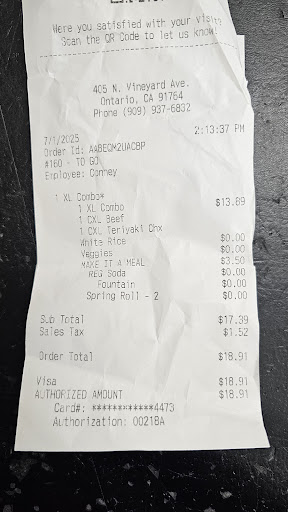 Were you satisfied with your visit?
Scan the QR Code to let us know!
405 N. Vineyard Ave.
Ontario, CA 91764
Phone (909) 937-6832
7/1/2025 2:13:37 PM
Order Id: AABEQM2UACBP
#160 - TO GO
Employee: Conney
1 XL Combo* $13.89
1 XL Combo
1 CXL Beef
1 CXL Teriyaki Chx
White Rice $0.00
Veggies $0.00
MAKE IT A MEAL $3.50
REG Soda $0.00
Fountain $0.00
Spring Roll - 2 $0.00
Sub Total $17.39
Sales Tax $1.52
Order Total $18.91
Visa $18.91
AUTHORIZED AMOUNT $18.91
Card#: ************4473
Authorization: 00218A